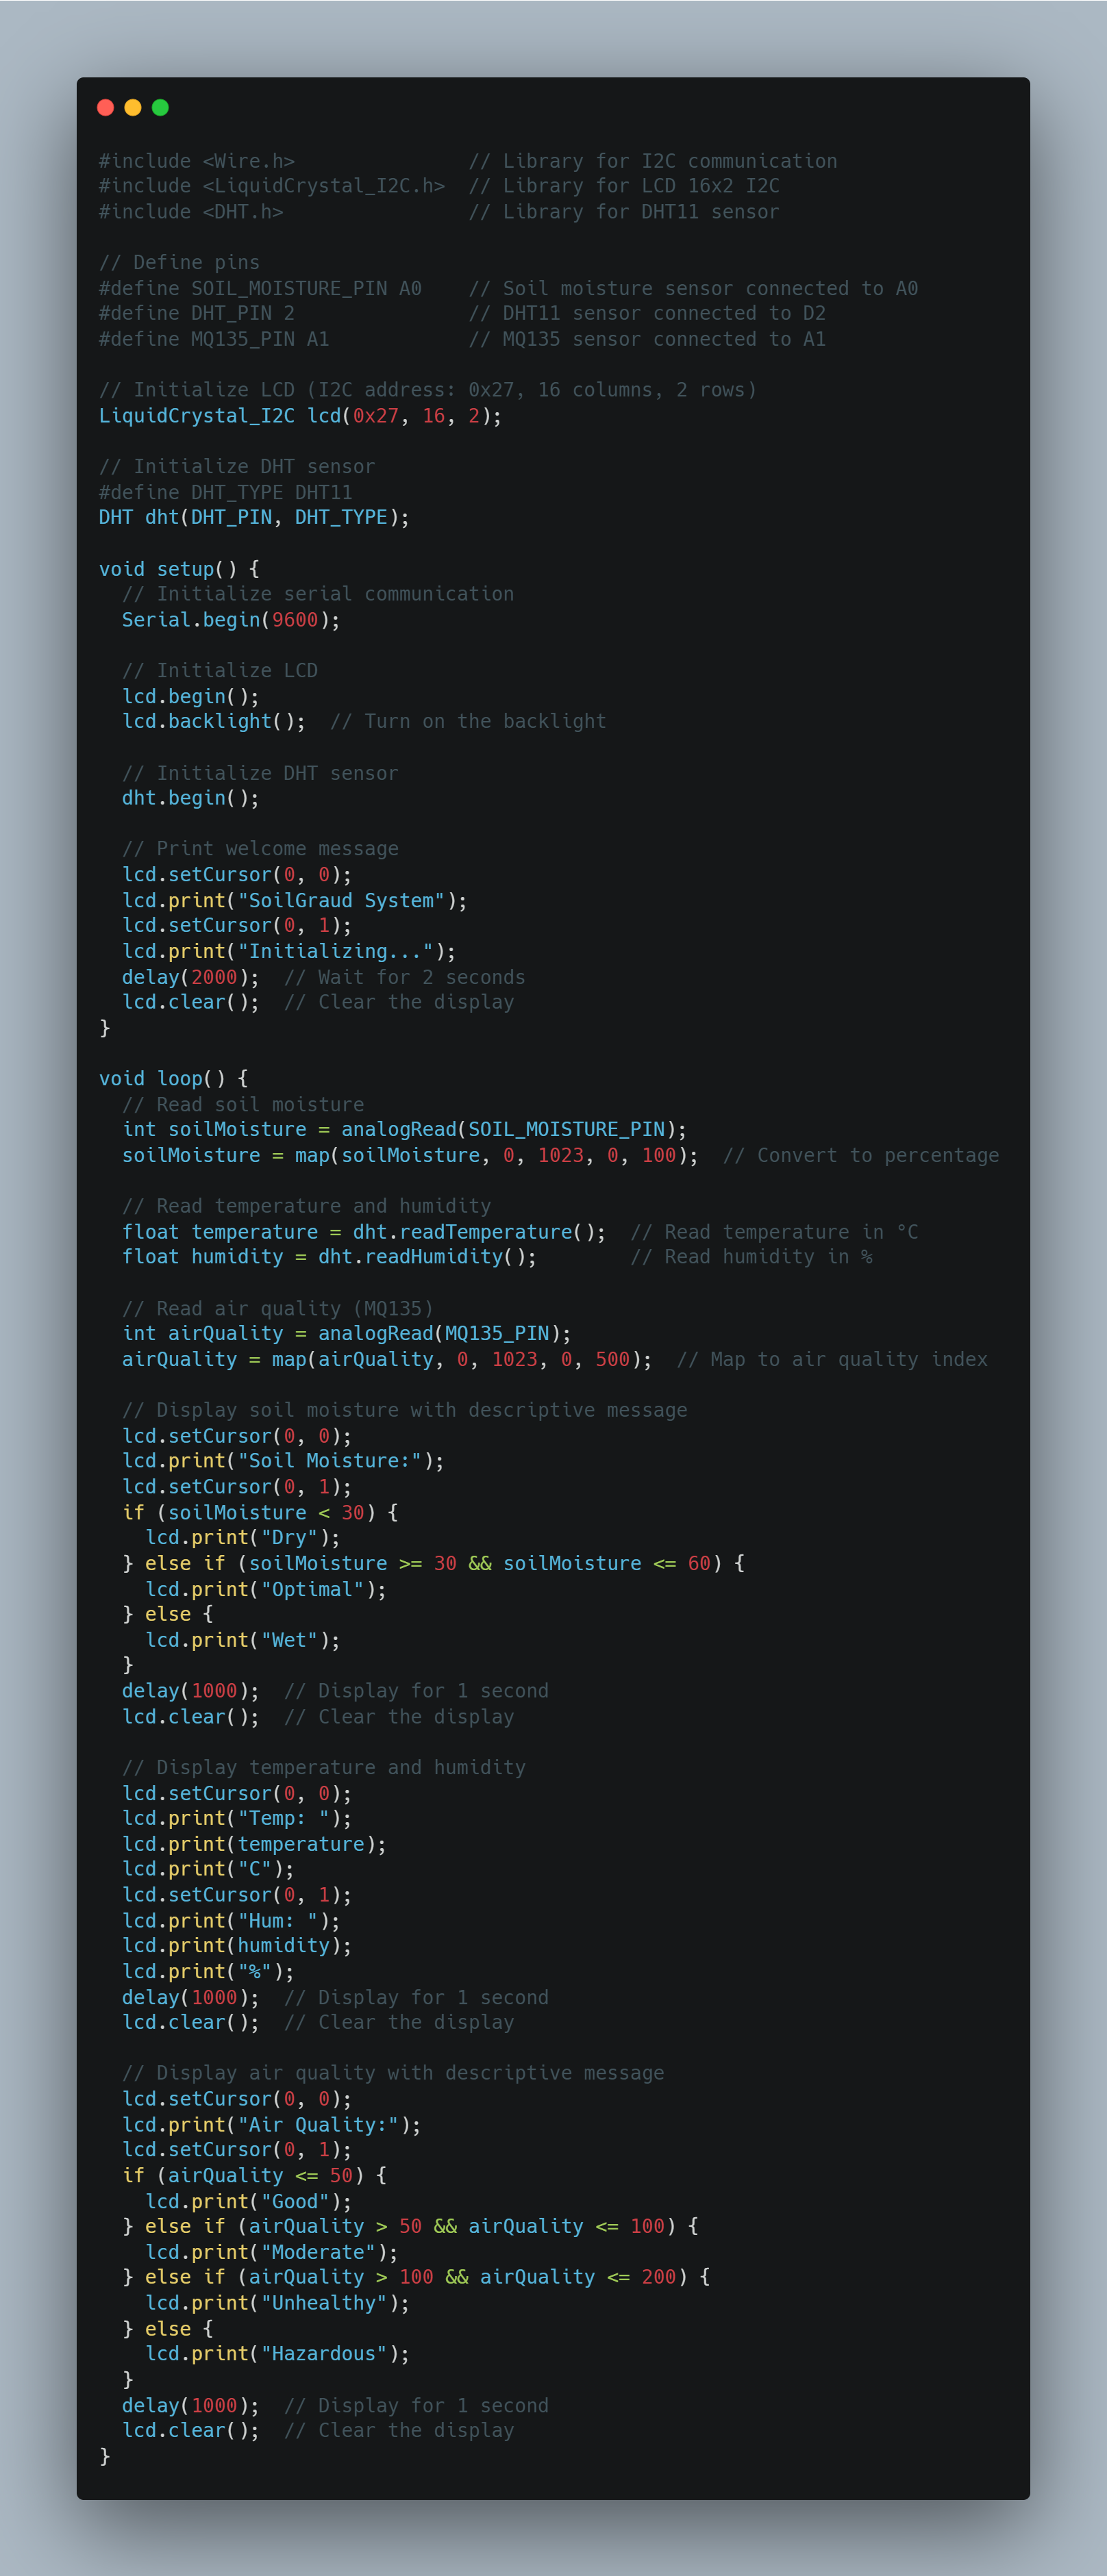 #include <Wire.h>               // Library for I2C communication
#include <LiquidCrystal_I2C.h>  // Library for LCD 16x2 I2C
#include <DHT.h>                // Library for DHT11 sensor

// Define pins
#define SOIL_MOISTURE_PIN A0    // Soil moisture sensor connected to A0
#define DHT_PIN 2               // DHT11 sensor connected to D2
#define MQ135_PIN A1            // MQ135 sensor connected to A1

// Initialize LCD (I2C address: 0x27, 16 columns, 2 rows)
LiquidCrystal_I2C lcd(0x27, 16, 2);

// Initialize DHT sensor
#define DHT_TYPE DHT11
DHT dht(DHT_PIN, DHT_TYPE);

void setup() {
  // Initialize serial communication
  Serial.begin(9600);

  // Initialize LCD
  lcd.begin();
  lcd.backlight();  // Turn on the backlight

  // Initialize DHT sensor
  dht.begin();

  // Print welcome message
  lcd.setCursor(0, 0);
  lcd.print("SoilGraud System");
  lcd.setCursor(0, 1);
  lcd.print("Initializing...");
  delay(2000);  // Wait for 2 seconds
  lcd.clear();  // Clear the display
}

void loop() {
  // Read soil moisture
  int soilMoisture = analogRead(SOIL_MOISTURE_PIN);
  soilMoisture = map(soilMoisture, 0, 1023, 0, 100);  // Convert to percentage

  // Read temperature and humidity
  float temperature = dht.readTemperature();  // Read temperature in °C
  float humidity = dht.readHumidity();        // Read humidity in %

  // Read air quality (MQ135)
  int airQuality = analogRead(MQ135_PIN);
  airQuality = map(airQuality, 0, 1023, 0, 500);  // Map to air quality index

  // Display soil moisture with descriptive message
  lcd.setCursor(0, 0);
  lcd.print("Soil Moisture:");
  lcd.setCursor(0, 1);
  if (soilMoisture < 30) {
    lcd.print("Dry");
  } else if (soilMoisture >= 30 && soilMoisture <= 60) {
    lcd.print("Optimal");
  } else {
    lcd.print("Wet");
  }
  delay(1000);  // Display for 1 second
  lcd.clear();  // Clear the display

  // Display temperature and humidity
  lcd.setCursor(0, 0);
  lcd.print("Temp: ");
  lcd.print(temperature);
  lcd.print("C");
  lcd.setCursor(0, 1);
  lcd.print("Hum: ");
  lcd.print(humidity);
  lcd.print("%");
  delay(1000);  // Display for 1 second
  lcd.clear();  // Clear the display

  // Display air quality with descriptive message
  lcd.setCursor(0, 0);
  lcd.print("Air Quality:");
  lcd.setCursor(0, 1);
  if (airQuality <= 50) {
    lcd.print("Good");
  } else if (airQuality > 50 && airQuality <= 100) {
    lcd.print("Moderate");
  } else if (airQuality > 100 && airQuality <= 200) {
    lcd.print("Unhealthy");
  } else {
    lcd.print("Hazardous");
  }
  delay(1000);  // Display for 1 second
  lcd.clear();  // Clear the display
}